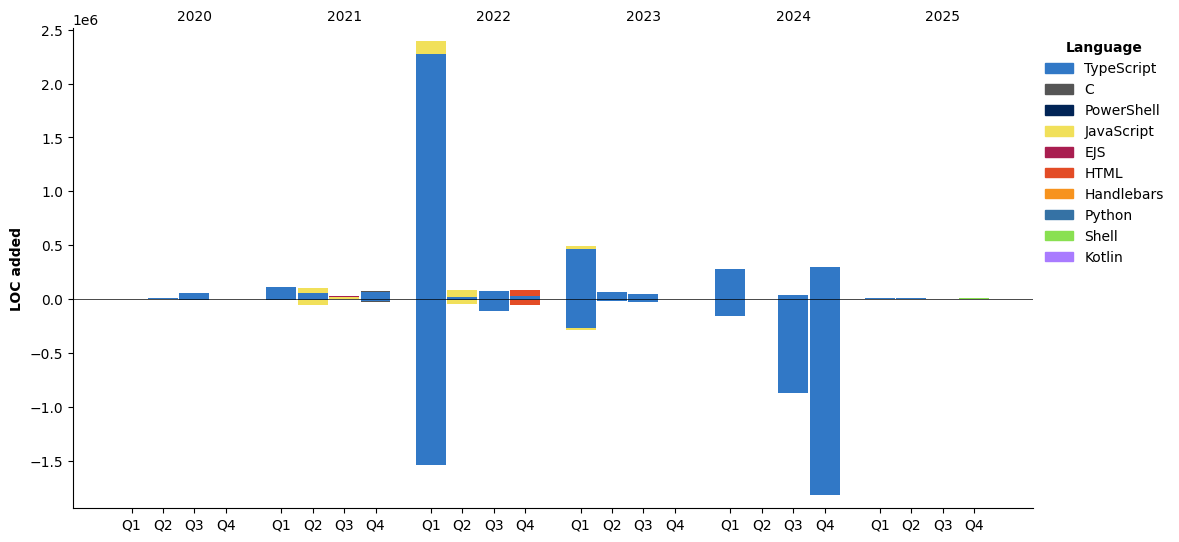 1e6
2020 2021 2022 2023 2024 2025
2.5
2.0
1.5
1.0
0.5
0.0
−0.5
−1.0
−1.5
LOC added
Q1 Q2 Q3 Q4 Q1 Q2 Q3 Q4 Q1 Q2 Q3 Q4 Q1 Q2 Q3 Q4 Q1 Q2 Q3 Q4 Q1 Q2 Q3 Q4
Language
TypeScript
C
PowerShell
JavaScript
EJS
HTML
Handlebars
Python
Shell
Kotlin